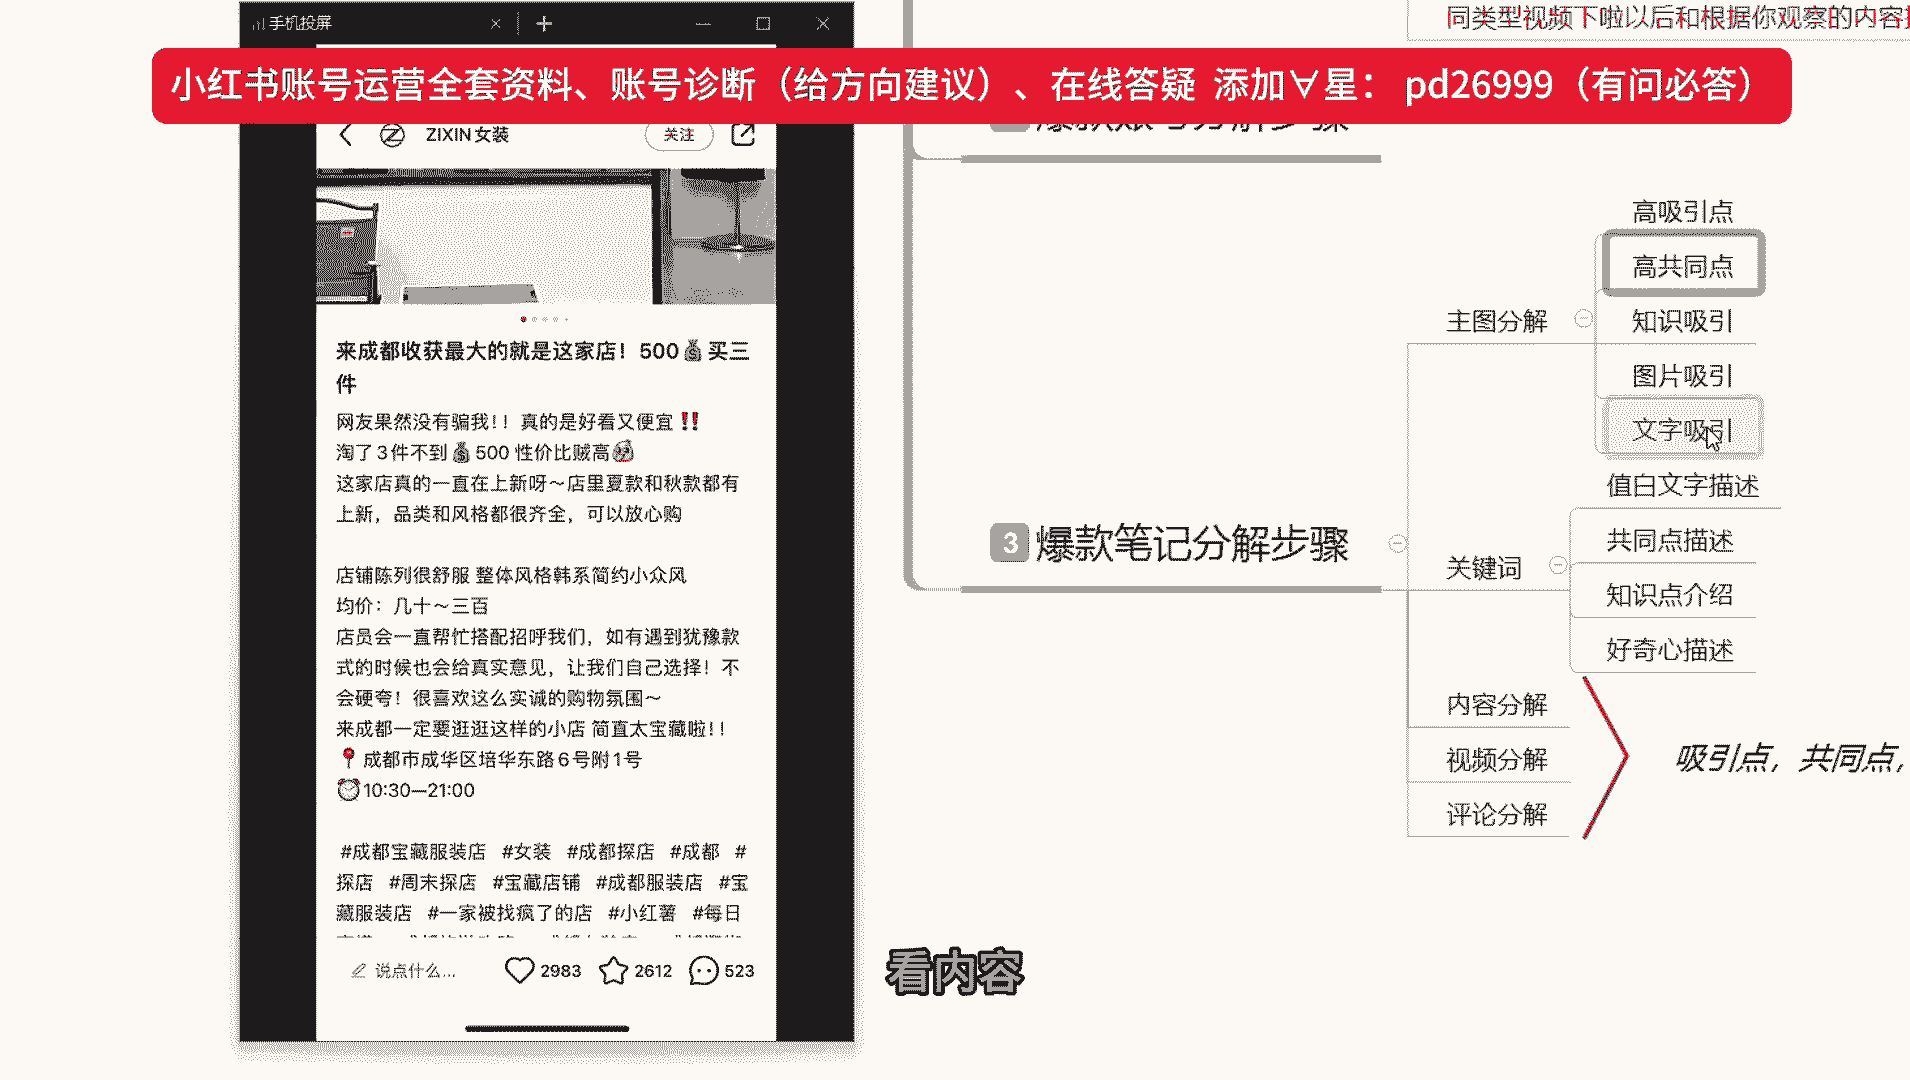 手机投屏
同类型视频下啦以后和根据你观察的内容
小红书账号运营全套资料、账号诊断（给方向建议）、在线答疑 添加∀星： pd26999（有问必答）
ZIXIN女装
关注
来成都收获最大的就是这家店！500💰买三
件
网友果然没有骗我！！真的是好看又便宜‼️
淘了3件不到💰500 性价比贼高
这家店真的一直在上新呀～店里夏款和秋款都有
上新，品类和风格都很齐全，可以放心购
店铺陈列很舒服 整体风格韩系简约小众风
均价：几十～三百
店员会一直帮忙搭配招呼我们，如有遇到犹豫款
式的时候也会给真实意见，让我们自己选择！不
会硬夸！很喜欢这么实诚的购物氛围～
来成都一定要逛逛这样的小店 简直太宝藏啦！！
📍成都市成华区培华东路6号附1号
⏰10:30—21:00
#成都宝藏服装店 #女装 #成都探店 #成都 #
探店 #周末探店 #宝藏店铺 #成都服装店 #宝
藏服装店 #一家被找疯了的店 #小红薯 #每日
说点什么...
2983
2612
523
高吸引点
高共同点
主图分解
知识吸引
图片吸引
文字吸引
值白文字描述
3 爆款笔记分解步骤
共同点描述
关键词
知识点介绍
好奇心描述
内容分解
视频分解
吸引点，共同点，
评论分解
看内容